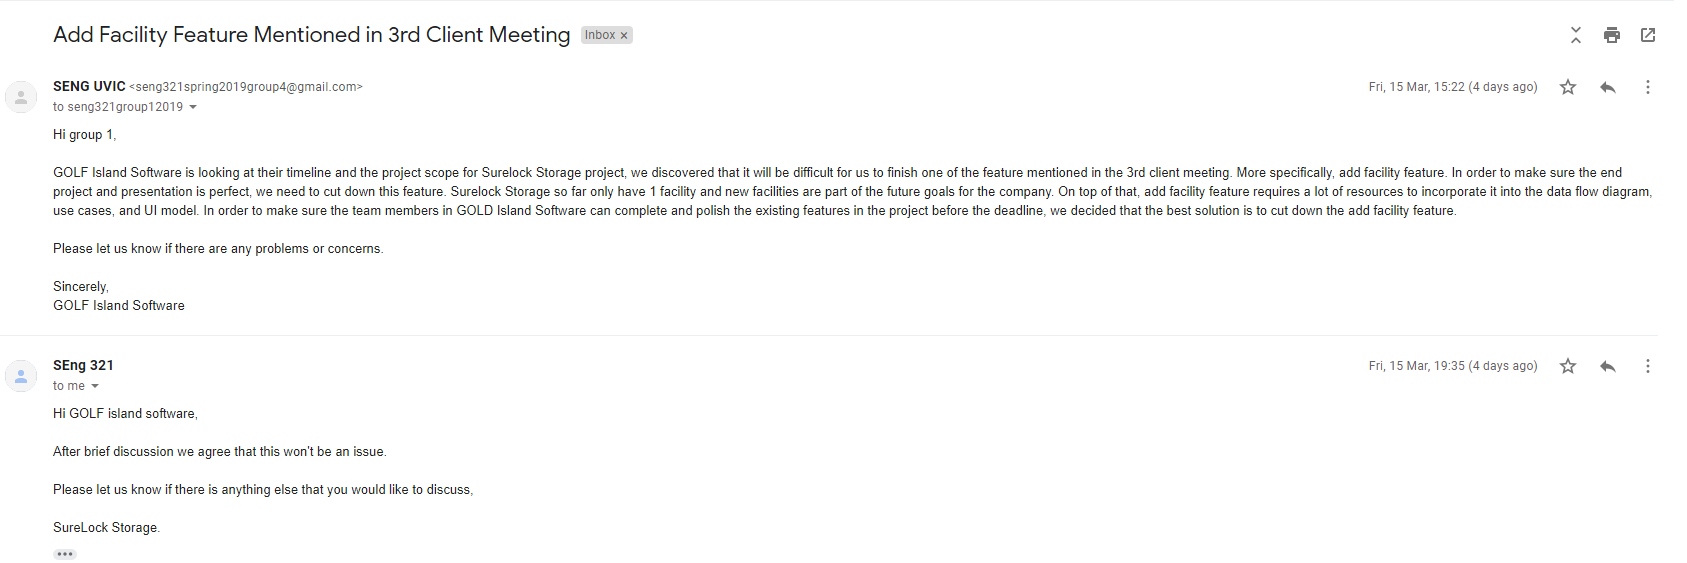 Add Facility Feature Mentioned in 3rd Client Meeting Inbox x
SENG UVIC <seng321spring2019group4@gmail.com> Fri, 15 Mar, 15:22 (4 days ago)
to seng321group12019
Hi group 1,
GOLF Island Software is looking at their timeline and the project scope for Surelock Storage project, we discovered that it will be difficult for us to finish one of the feature mentioned in the 3rd client meeting. More specifically, add facility feature. In order to make sure the end
project and presentation is perfect, we need to cut down this feature. Surelock Storage so far only have 1 facility and new facilities are part of the future goals for the company. On top of that, add facility feature requires a lot of resources to incorporate it into the data flow diagram,
use cases, and UI model. In order to make sure the team members in GOLD Island Software can complete and polish the existing features in the project before the deadline, we decided that the best solution is to cut down the add facility feature.
Please let us know if there are any problems or concerns.
Sincerely,
GOLF Island Software
SEng 321 Fri, 15 Mar, 19:35 (4 days ago)
to me
Hi GOLF island software,
After brief discussion we agree that this won't be an issue.
Please let us know if there is anything else that you would like to discuss,
SureLock Storage.